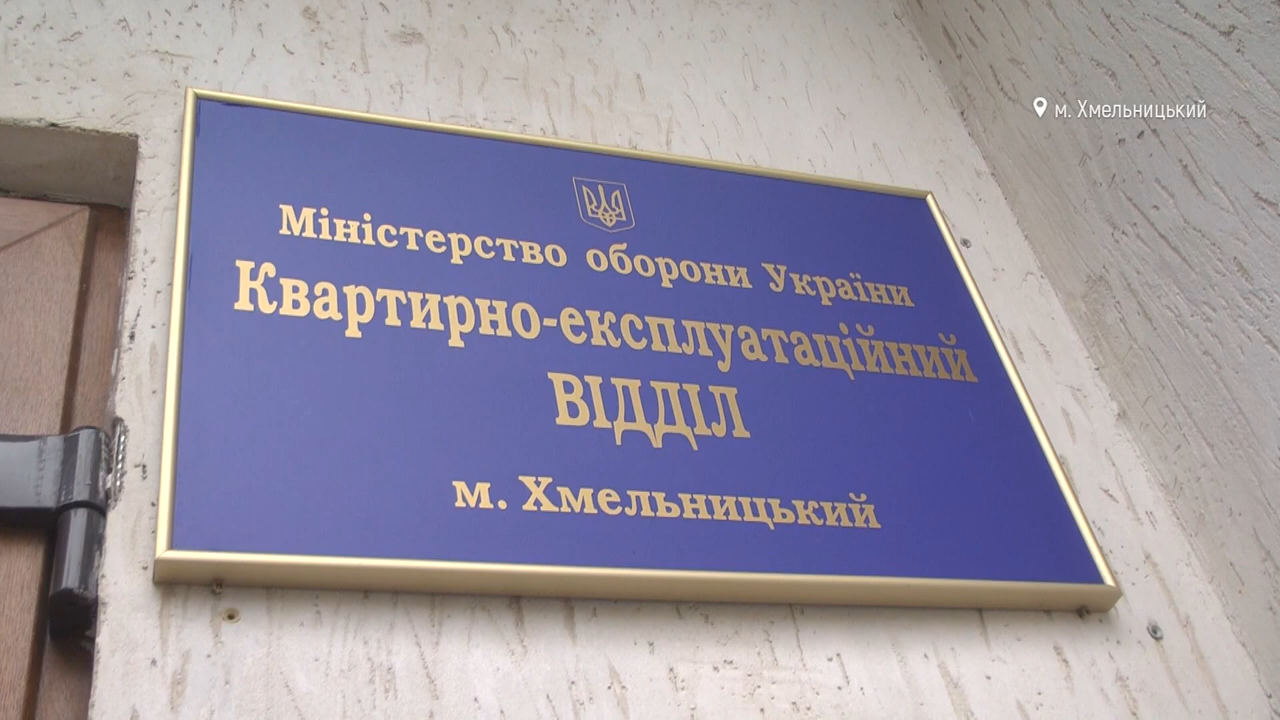 м. Хмельницький
Міністерство оборони України
Квартирно-експлуатаційний
ВІДДІЛ
м. Хмельницький